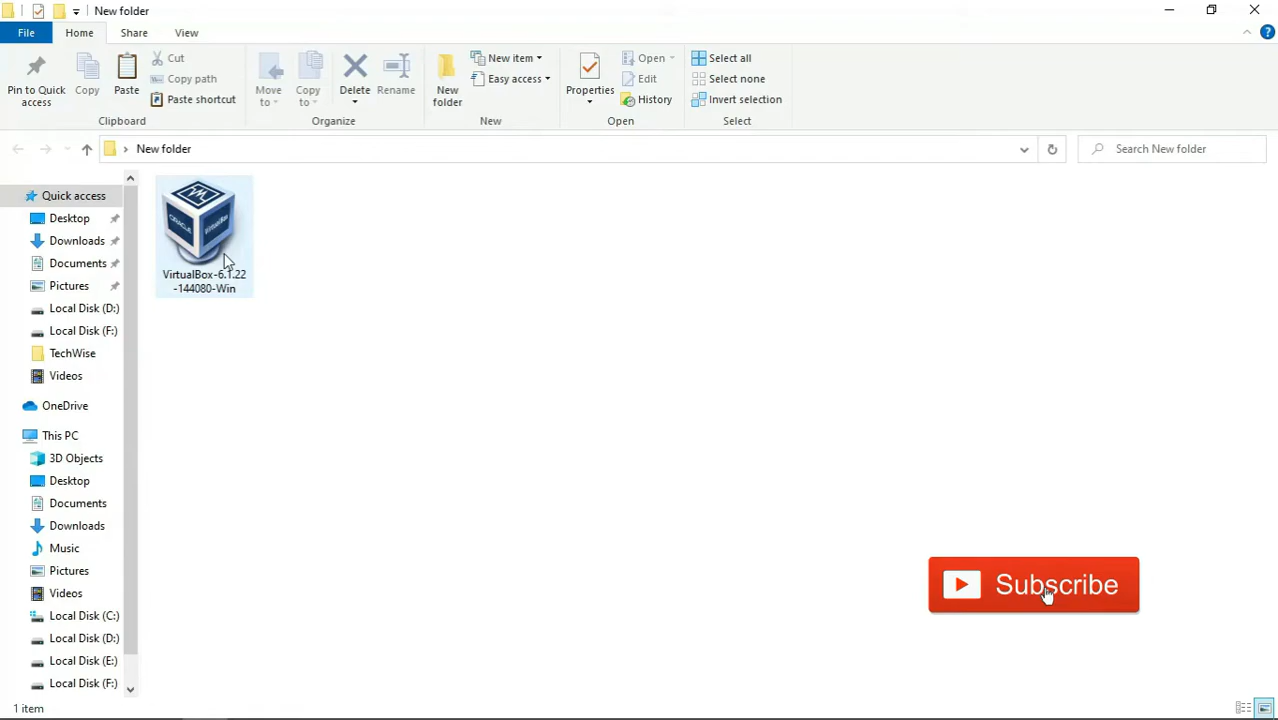 New folder
File Home Share View
Pin to Quick access
Copy
Paste
Cut
Copy path
Paste shortcut
Clipboard
Move to
Copy to
Delete
Rename
Organize
New folder
New item
Easy access
New
Properties
Open
Edit
History
Open
Select all
Select none
Invert selection
Select
New folder
Search New folder
Quick access
Desktop
Downloads
Documents
Pictures
Local Disk (D:)
Local Disk (F:)
TechWise
Videos
OneDrive
This PC
3D Objects
Desktop
Documents
Downloads
Music
Pictures
Videos
Local Disk (C:)
Local Disk (D:)
Local Disk (E:)
Local Disk (F:)
ORACLE
VirtualBox
VirtualBox-6.1.22
-144080-Win
Subscribe
1 item